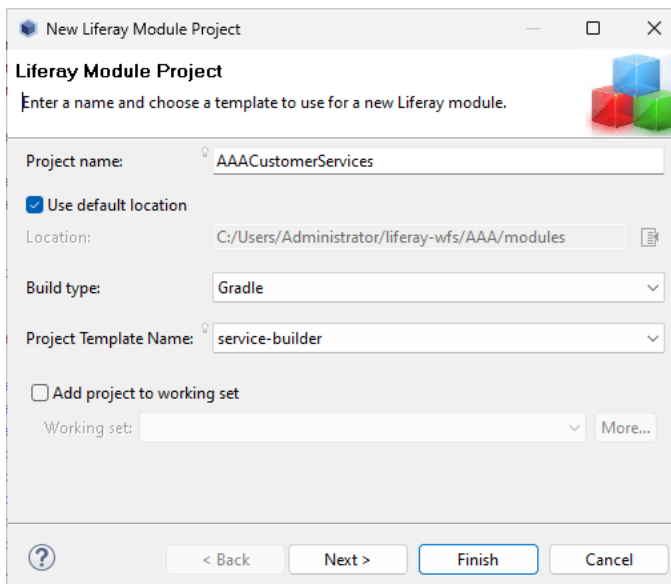 New Liferay Module Project
Liferay Module Project
Enter a name and choose a template to use for a new Liferay module.
Project name: AAACustomerServices
Use default location
Location: C:/Users/Administrator/liferay-wfs/AAA/modules
Build type: Gradle
Project Template Name: service-builder
Add project to working set
Working set: More...
? < Back Next > Finish Cancel